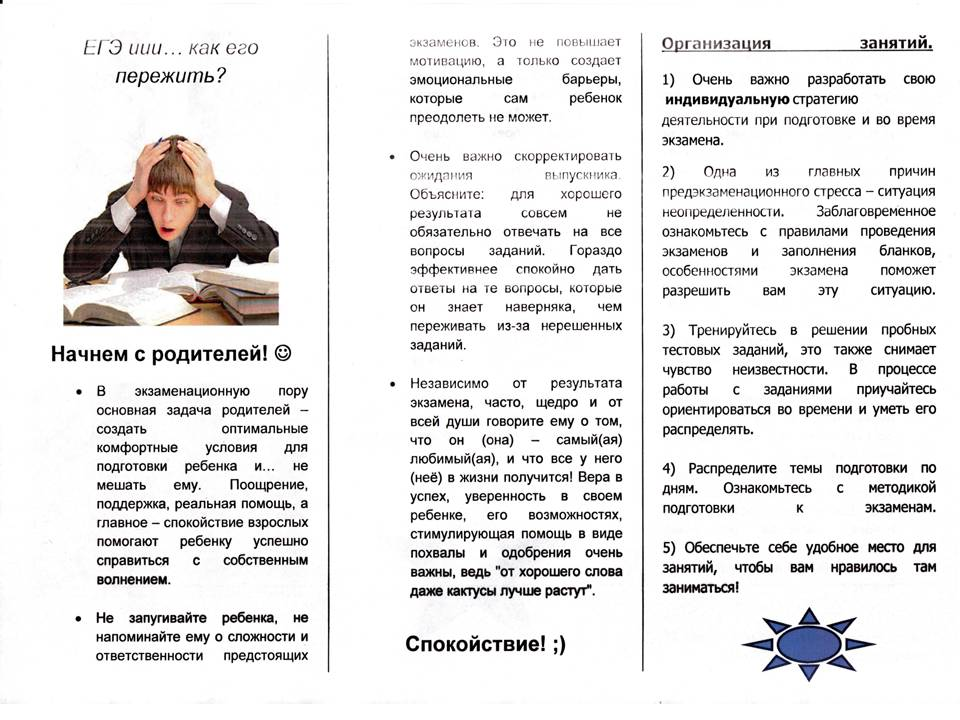 ЕГЭ иии... как его
пережить?
Начнем с родителей! ☺
• В экзаменационную пору
основная задача родителей –
создать оптимальные
комфортные условия для
подготовки ребенка и... не
мешать ему. Поощрение,
поддержка, реальная помощь, а
главное – спокойствие взрослых
помогают ребенку успешно
справиться с собственным
волнением.
• Не запугивайте ребенка, не
напоминайте ему о сложности и
ответственности предстоящих
экзаменов. Это не повышает
мотивацию, а только создает
эмоциональные барьеры,
которые сам ребенок
преодолеть не может.
• Очень важно скорректировать
ожидания выпускника.
Объясните: для хорошего
результата совсем не
обязательно отвечать на все
вопросы заданий. Гораздо
эффективнее спокойно дать
ответы на те вопросы, которые
он знает наверняка, чем
переживать из-за нерешенных
заданий.
• Независимо от результата
экзамена, часто, щедро и от
всей души говорите ему о том,
что он (она) – самый(ая)
любимый(ая), и что все у него
(неё) в жизни получится! Вера в
успех, уверенность в своем
ребенке, его возможностях,
стимулирующая помощь в виде
похвалы и одобрения очень
важны, ведь "от хорошего слова
даже кактусы лучше растут".
Спокойствие! ;)
Организация занятий.
1) Очень важно разработать свою
индивидуальную стратегию
деятельности при подготовке и во время
экзамена.
2) Одна из главных причин
предэкзаменационного стресса – ситуация
неопределенности. Заблаговременное
ознакомьтесь с правилами проведения
экзаменов и заполнения бланков,
особенностями экзамена поможет
разрешить вам эту ситуацию.
3) Тренируйтесь в решении пробных
тестовых заданий, это также снимает
чувство неизвестности. В процессе
работы с заданиями приучайтесь
ориентироваться во времени и уметь его
распределять.
4) Распределите темы подготовки по
дням. Ознакомьтесь с методикой
подготовки к экзаменам.
5) Обеспечьте себе удобное место для
занятий, чтобы вам нравилось там
заниматься!